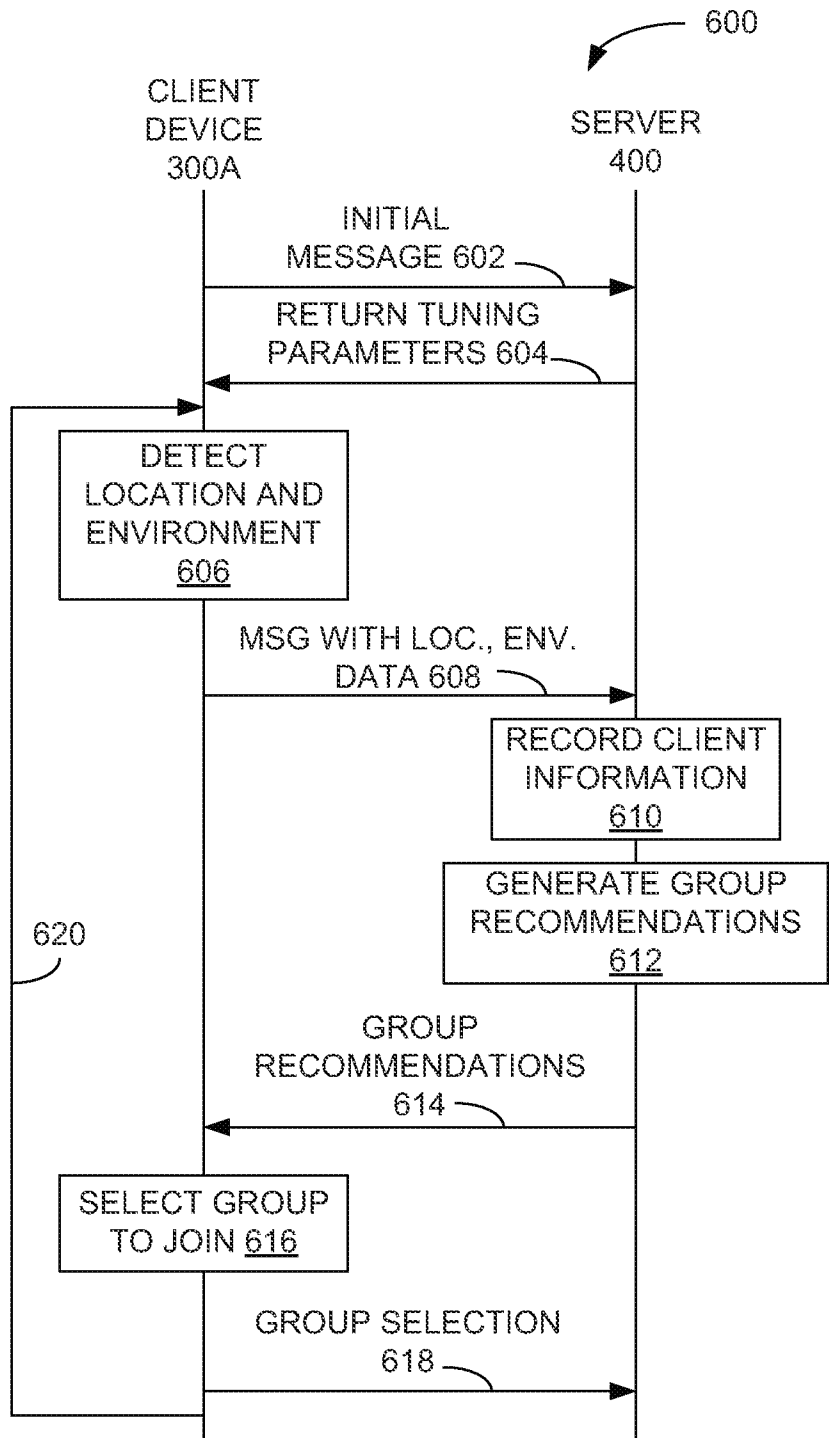 600
CLIENT
DEVICE
300A
SERVER
400
INITIAL
MESSAGE 602
RETURN TUNING
PARAMETERS 604
DETECT
LOCATION AND
ENVIRONMENT
606
MSG WITH LOC., ENV.
DATA 608
RECORD CLIENT
INFORMATION
610
GENERATE GROUP
RECOMMENDATIONS
612
620
GROUP
RECOMMENDATIONS
614
SELECT GROUP
TO JOIN 616
GROUP SELECTION
618